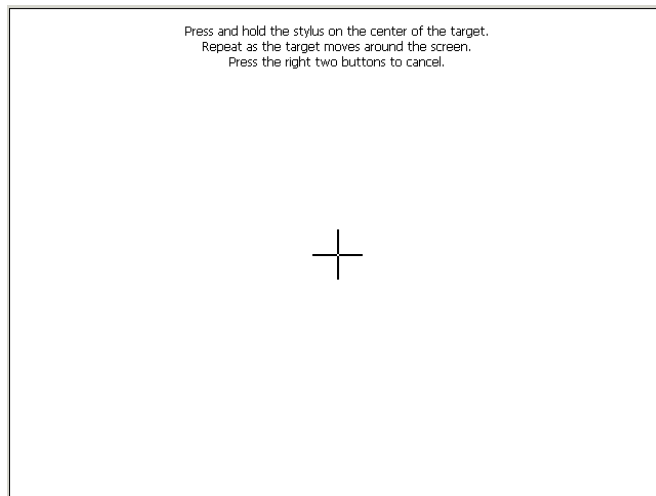 Press and hold the stylus on the center of the target.
Repeat as the target moves around the screen.
Press the right two buttons to cancel.